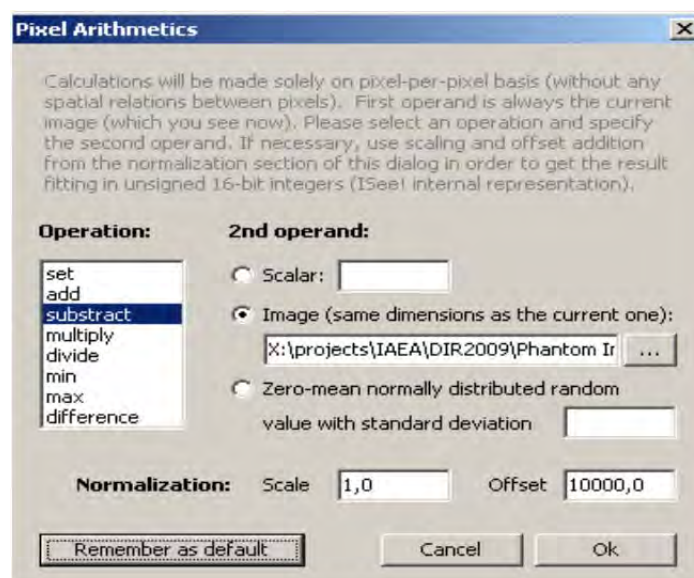 Pixel Arithmetics
Calculations will be made solely on pixel-per-pixel basis (without any
spatial relations between pixels). First operand is always the current
image (which you see now). Please select an operation and specify
the second operand. If necessary, use scaling and offset addition
from the normalization section of this dialog in order to get the result
fitting in unsigned 16-bit integers (ISee! internal representation).
Operation:
set
add
substract
multiply
divide
min
max
difference
2nd operand:
Scalar:
Image (same dimensions as the current one):
X:\projects\IAEA\DIR2009\Phantom Ir
...
Zero-mean normally distributed random
value with standard deviation
Normalization: Scale 1,0 Offset 10000,0
Remember as default Cancel Ok